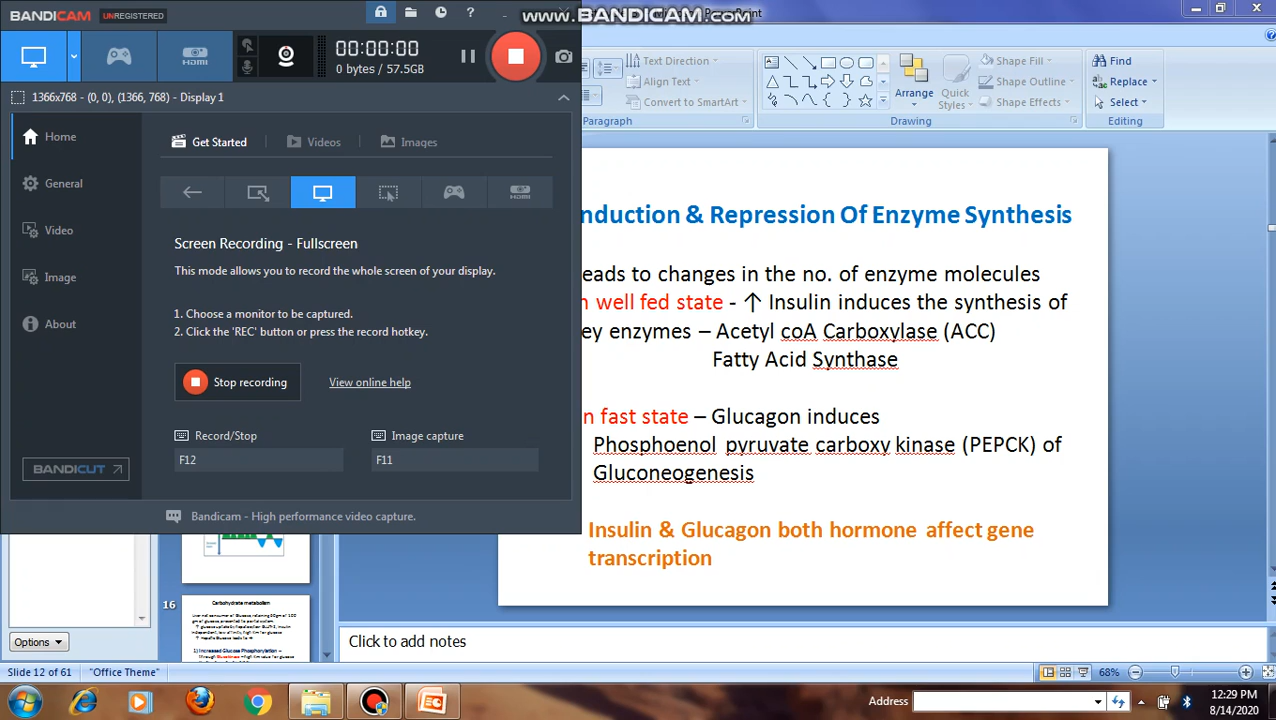 BANDICAM UNREGISTERED
www.BANDICAM.com
Point
00:00:00
0 bytes / 57.5GB
HDMI
1366x768 - (0, 0), (1366, 768) - Display 1
Home
General
Video
Image
About
BANDICUT
Get Started
Videos
Images
HDMI
Screen Recording - Fullscreen
This mode allows you to record the whole screen of your display.
1. Choose a monitor to be captured.
2. Click the 'REC' button or press the record hotkey.
Stop recording
View online help
Record/Stop
Image capture
F12
F11
Bandicam - High performance video capture.
Text Direction
Align Text
Convert to SmartArt
Paragraph
Arrange
Quick
Styles
Shape Fill
Shape Outline
Shape Effects
Drawing
Find
Replace
Select
Editing
nduction & Repression Of Enzyme Synthesis
eads to changes in the no. of enzyme molecules
n well fed state - ↑ Insulin induces the synthesis of
ey enzymes – Acetyl coA Carboxylase (ACC)
Fatty Acid Synthase
n fast state – Glucagon induces
Phosphoenol pyruvate carboxy kinase (PEPCK) of
Gluconeogenesis
Insulin & Glucagon both hormone affect gene
transcription
16
Carbohydrate metabolism
1) Increased Glucose Phosphorylation –
Options
Click to add notes
Slide 12 of 61
"Office Theme"
68%
Address
12:29 PM
8/14/2020